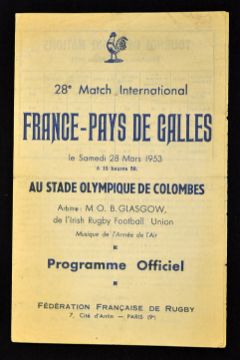 28e Match International
FRANCE-PAYS DE GALLES
le Samedi 28 Mars 1953
à 15 heures
AU STADE OLYMPIQUE DE COLOMBES
Arbitre: M O. B. GLASGOW,
de l'Irish Rugby Football Union
Musique de l'Armée de l'Air
Programme Officiel
FÉDÉRATION FRANÇAISE DE RUGBY
7, Cité d'Antin — PARIS (9e)